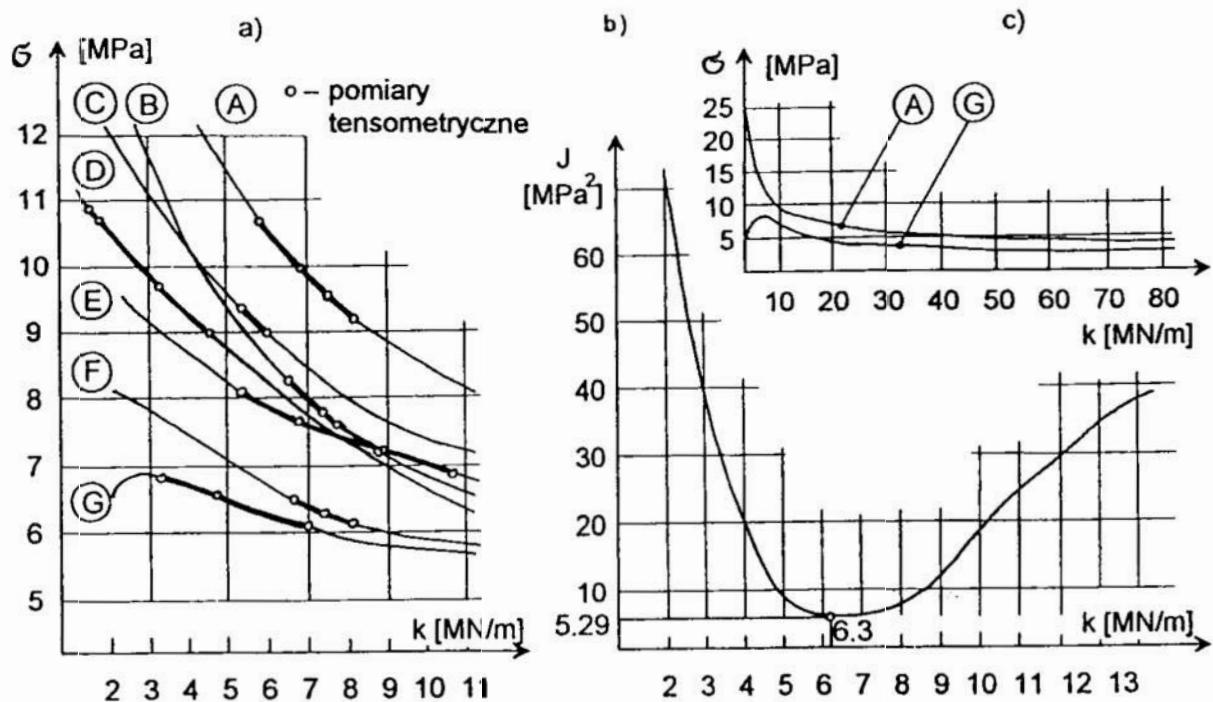 a)
б [MPa]
C B A
o – pomiary
tensometryczne
12
D
11
10
E
9
F
8
7
G
6
5
k [MN/m]
2 3 4 5 6 7 8 9 10 11
b)
J
[MPa²]
60
50
40
30
20
10
5.29
6.3
k [MN/m]
2 3 4 5 6 7 8 9 10 11 12 13
c)
б [MPa]
A G
25
20
15
10
5
10 20 30 40 50 60 70 80
k [MN/m]